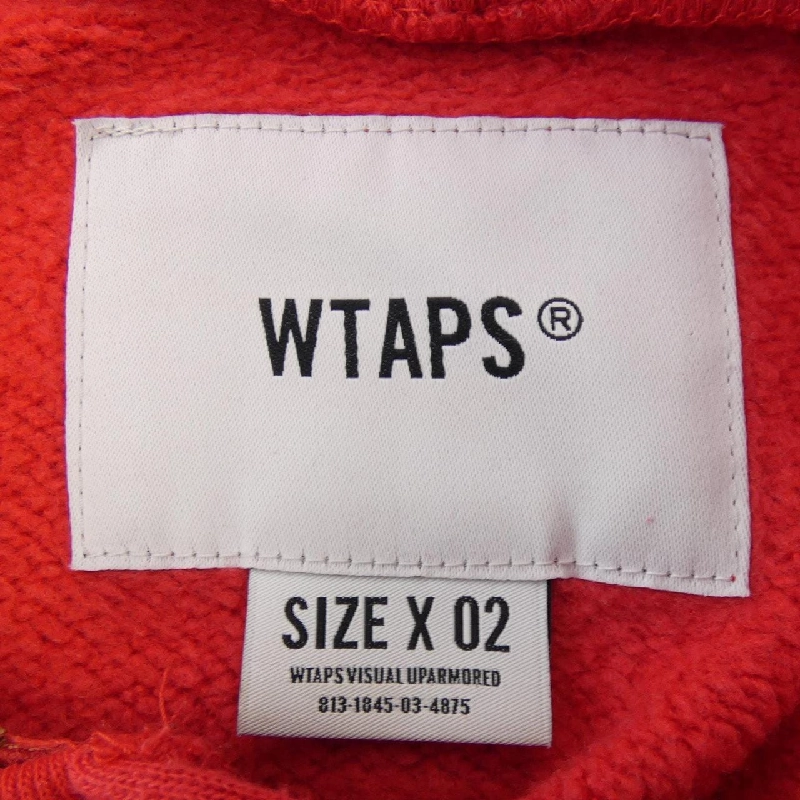 WTAPS®
SIZE X 02
WTAPS VISUAL UPARMORED
813-1845-03-4875